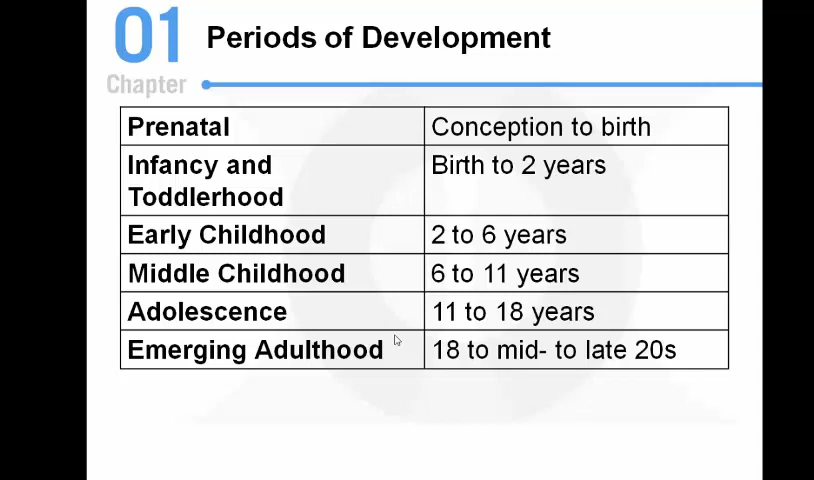 01
Chapter
Periods of Development
Prenatal
Conception to birth
Infancy and
Toddlerhood
Birth to 2 years
Early Childhood
2 to 6 years
Middle Childhood
6 to 11 years
Adolescence
11 to 18 years
Emerging Adulthood
18 to mid- to late 20s